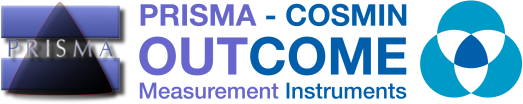 PRISMA
PRISMA - COSMIN
OUTCOME
Measurement Instruments